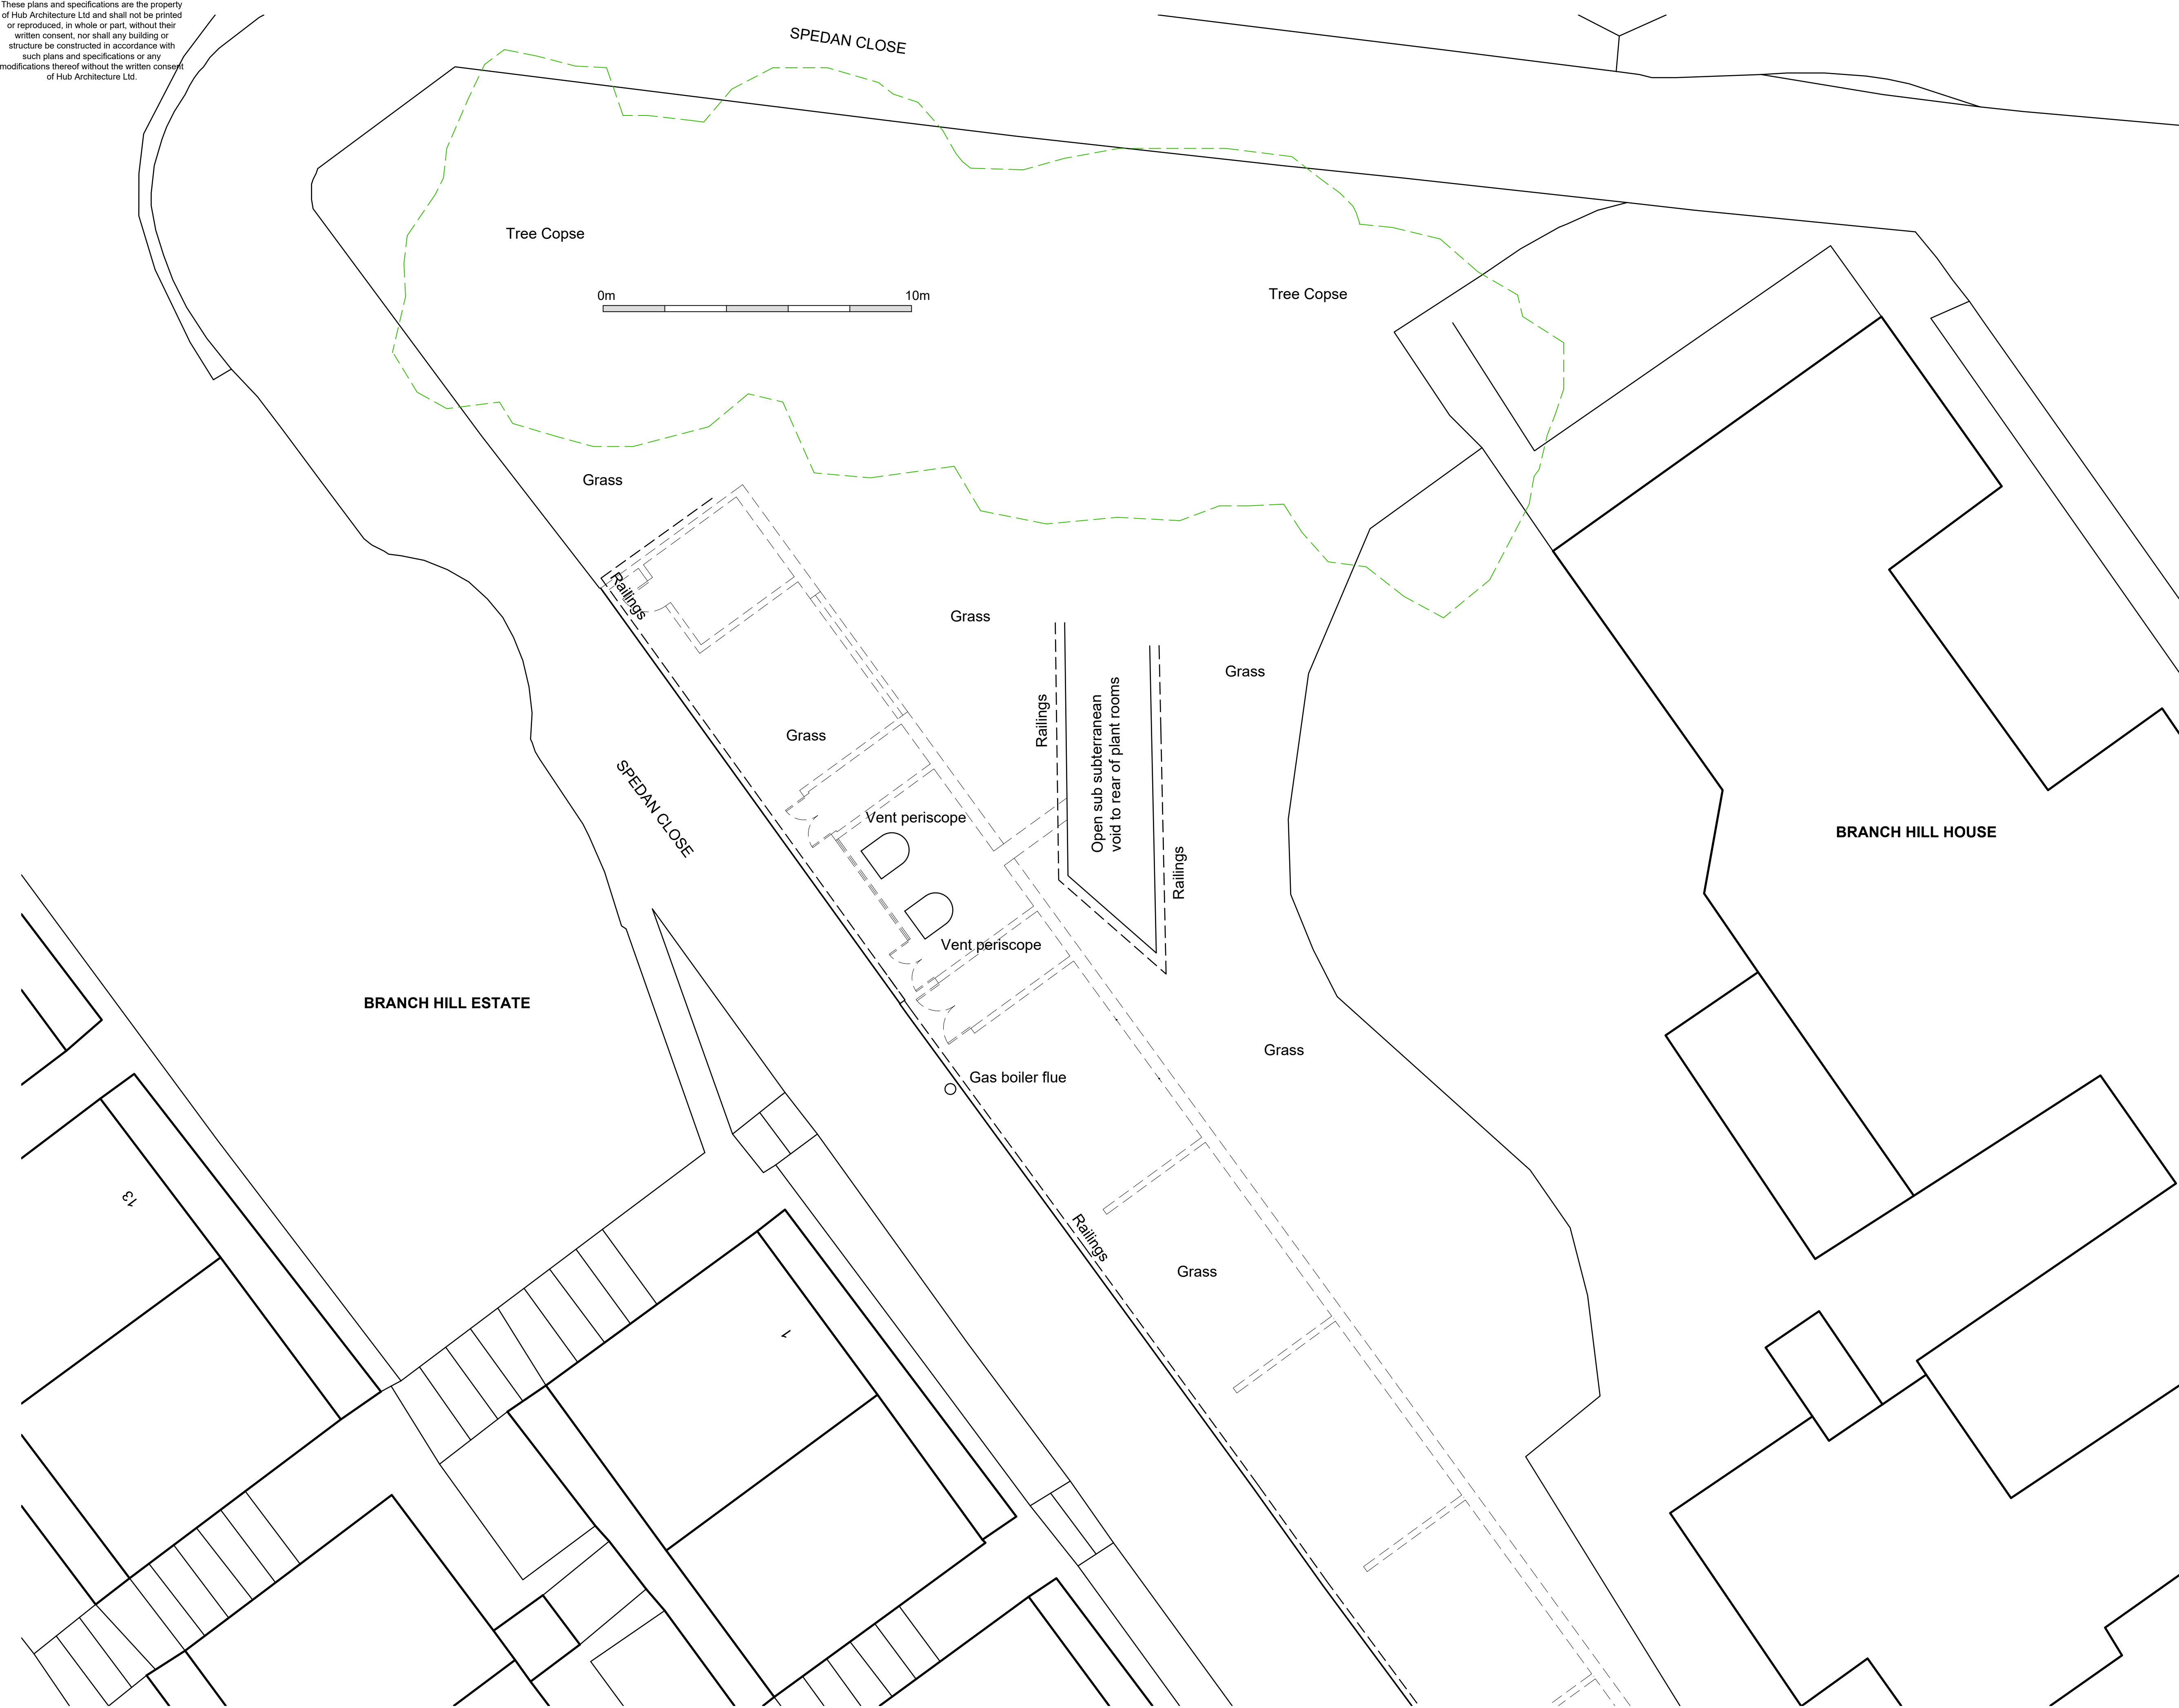 These plans and specifications are the property
of Hub Architecture Ltd and shall not be printed
or reproduced, in whole or part, without their
written consent, nor shall any building or
structure be constructed in accordance with
such plans and specifications or any
modifications thereof without the written consent
of Hub Architecture Ltd.
SPEDAN CLOSE
Tree Copse
Tree Copse
0m 10m
Grass
Railings
Grass
Grass
Railings
Open sub subterranean
void to rear of plant rooms
Grass
SPEDAN CLOSE
Vent periscope
BRANCH HILL HOUSE
Railings
Vent periscope
BRANCH HILL ESTATE
Grass
Gas boiler flue
13
Railings
Grass
1